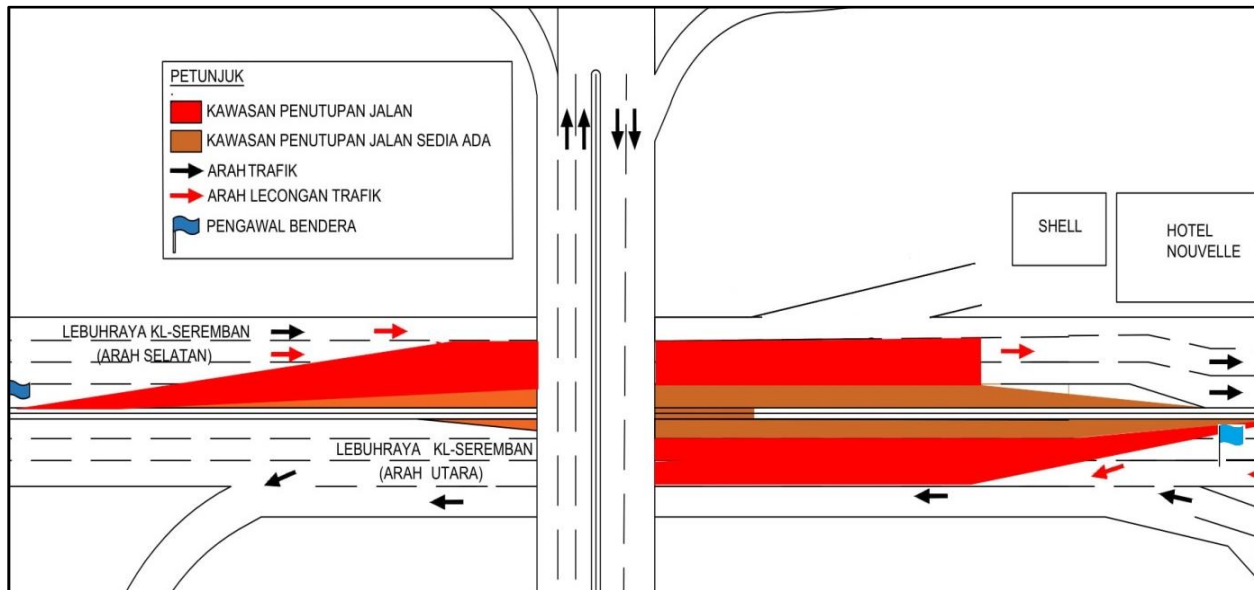 PETUNJUK
KAWASAN PENUTUPAN JALAN
KAWASAN PENUTUPAN JALAN SEDIA ADA
ARAH TRAFIK
ARAH LECONGAN TRAFIK
PENGAWAL BENDERA
SHELL
HOTEL
NOUVELLE
LEBUHRAYA KL-SEREMBAN
(ARAH SELATAN)
LEBUHRAYA KL-SEREMBAN
(ARAH UTARA)